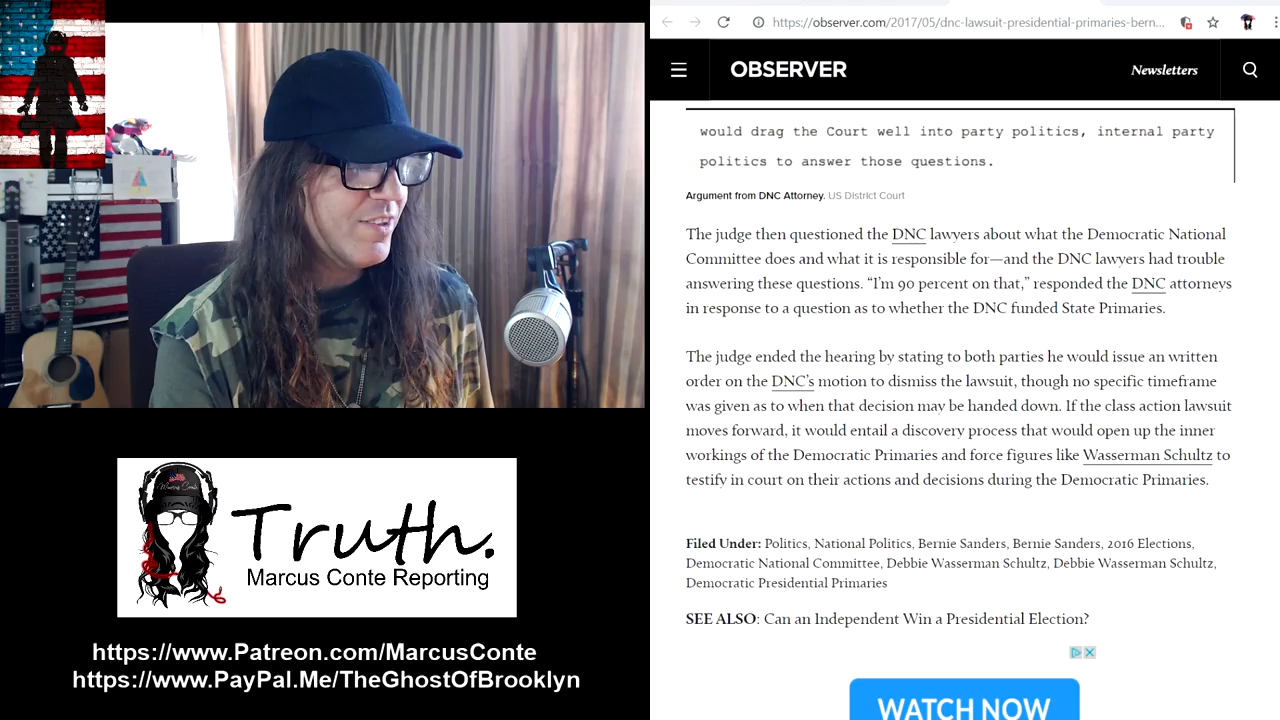 Truth.
Marcus Conte Reporting
https://www.Patreon.com/MarcusConte
https://www.PayPal.Me/TheGhostOfBrooklyn
https://observer.com/2017/05/dnc-lawsuit-presidential-primaries-bern...
OBSERVER
Newsletters
would drag the Court well into party politics, internal party
politics to answer those questions.
Argument from DNC Attorney. US District Court
The judge then questioned the DNC lawyers about what the Democratic National
Committee does and what it is responsible for—and the DNC lawyers had trouble
answering these questions. “I’m 90 percent on that,” responded the DNC attorneys
in response to a question as to whether the DNC funded State Primaries.
The judge ended the hearing by stating to both parties he would issue an written
order on the DNC’s motion to dismiss the lawsuit, though no specific timeframe
was given as to when that decision may be handed down. If the class action lawsuit
moves forward, it would entail a discovery process that would open up the inner
workings of the Democratic Primaries and force figures like Wasserman Schultz to
testify in court on their actions and decisions during the Democratic Primaries.
Filed Under: Politics, National Politics, Bernie Sanders, Bernie Sanders, 2016 Elections,
Democratic National Committee, Debbie Wasserman Schultz, Debbie Wasserman Schultz,
Democratic Presidential Primaries
SEE ALSO: Can an Independent Win a Presidential Election?
WATCH NOW